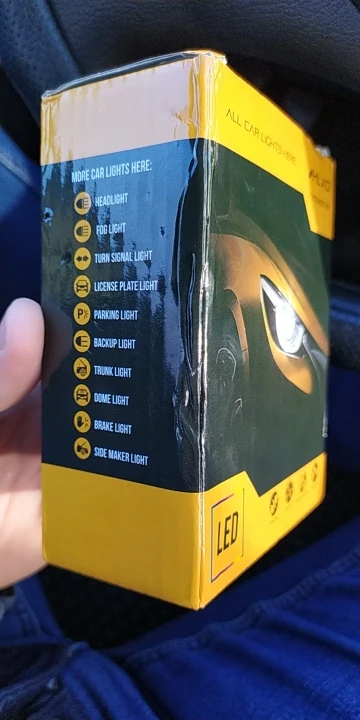 MORE CAR LIGHTS HERE:
HEADLIGHT
FOG LIGHT
TURN SIGNAL LIGHT
LICENSE PLATE LIGHT
PARKING LIGHT
BACKUP LIGHT
TRUNK LIGHT
DOME LIGHT
BRAKE LIGHT
SIDE MAKER LIGHT
ALL CAR LIGHTS HERE
LED